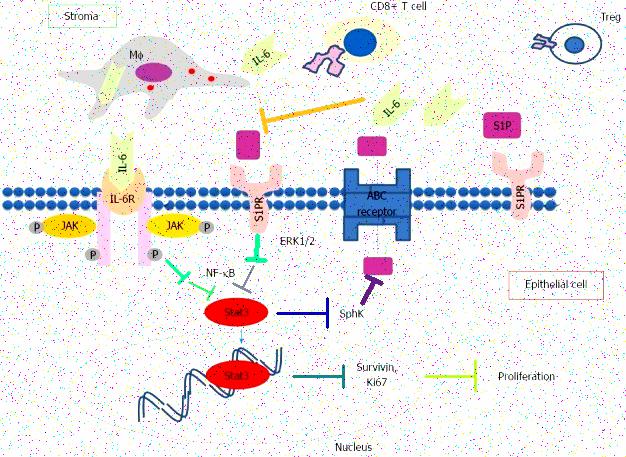 CD8+ T cell
Stroma
Treg
Mϕ
IL-6
IL-6
S1P
IL-6
IL-6R
S1PR
ABC
receptor
S1PR
P
JAK
JAK
P
ERK1/2
P
P
NF-κB
Epithelial cell
Stat3
SphK
Stat3
Survivin,
Ki67
Proliferation
Nucleus